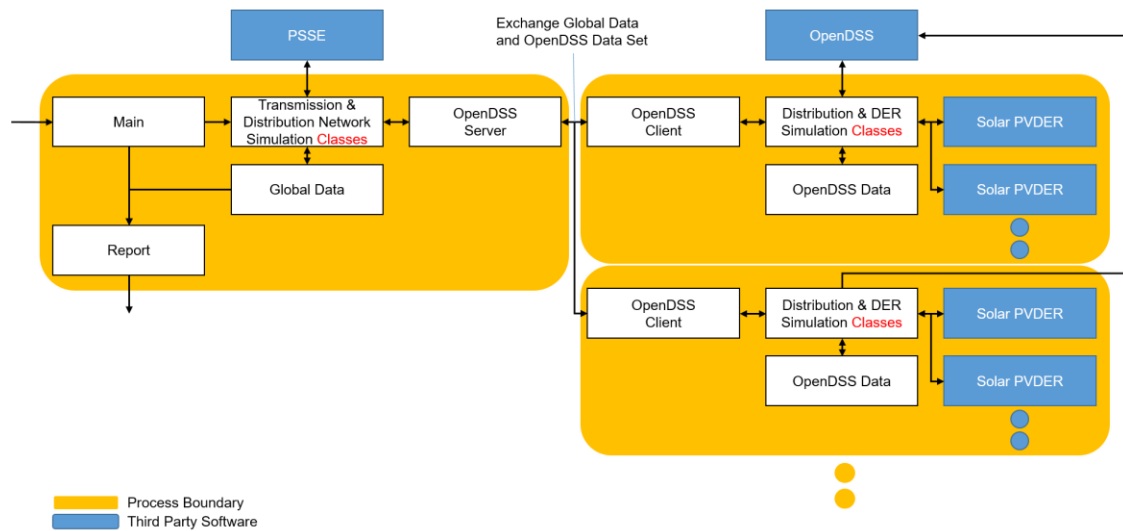 PSSE
Exchange Global Data
and OpenDSS Data Set
OpenDSS
Main
Transmission &
Distribution Network
Simulation Classes
OpenDSS
Server
OpenDSS
Client
Distribution & DER
Simulation Classes
Solar PVDER
Global Data
OpenDSS Data
Solar PVDER
Report
OpenDSS
Client
Distribution & DER
Simulation Classes
Solar PVDER
OpenDSS Data
Solar PVDER
Process Boundary
Third Party Software